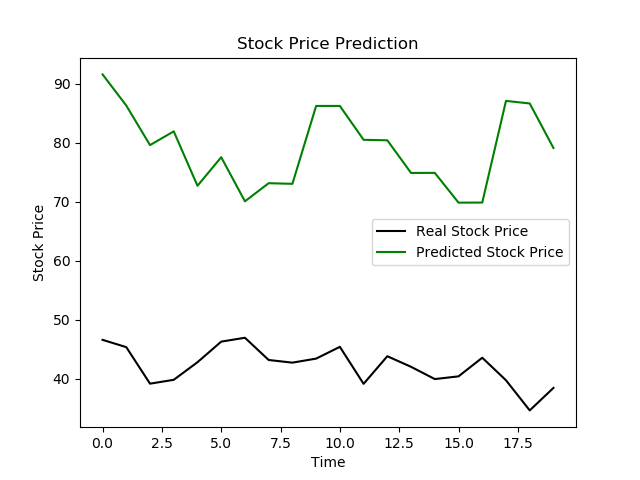 Stock Price Prediction
90
80
70
60
50
40
Stock Price
Real Stock Price
Predicted Stock Price
0.0 2.5 5.0 7.5 10.0 12.5 15.0 17.5
Time